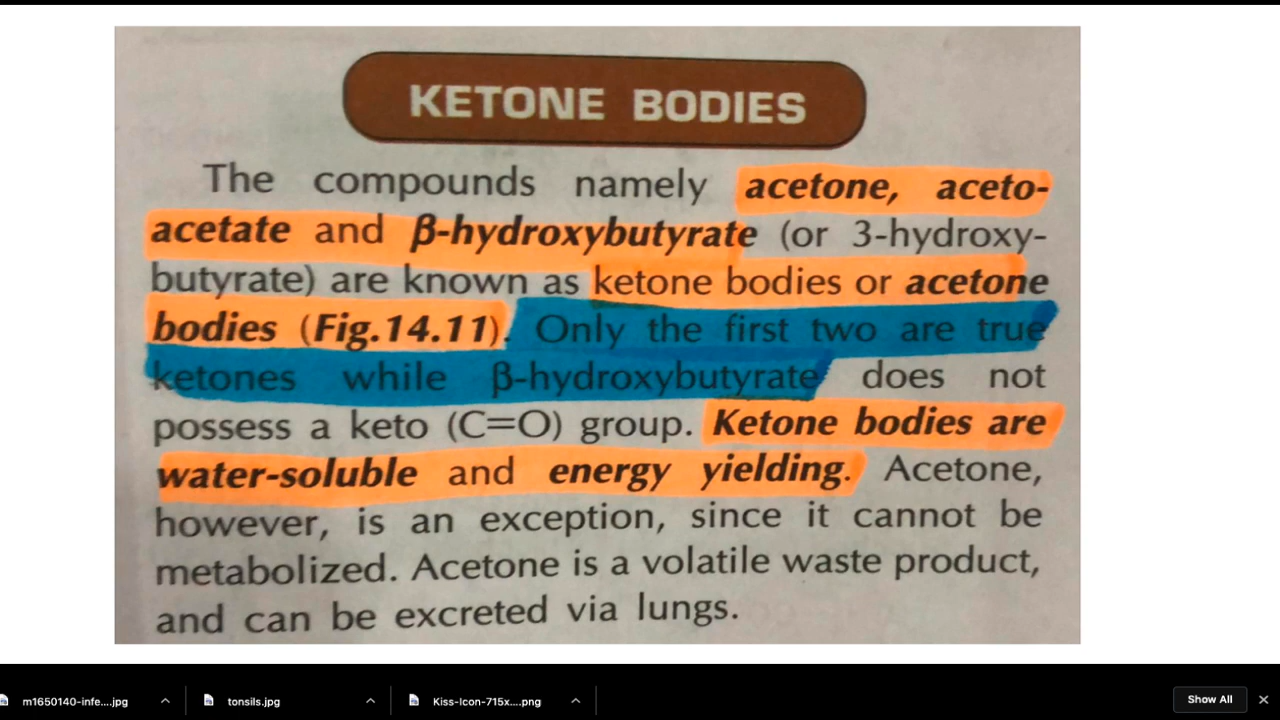 KETONE BODIES
The compounds namely acetone, aceto-
acetate and β-hydroxybutyrate (or 3-hydroxy-
butyrate) are known as ketone bodies or acetone
bodies (Fig.14.11). Only the first two are true
ketones while β-hydroxybutyrate does not
possess a keto (C=O) group. Ketone bodies are
water-soluble and energy yielding. Acetone,
however, is an exception, since it cannot be
metabolized. Acetone is a volatile waste product,
and can be excreted via lungs.
m1650140-infe....jpg
tonsils.jpg
Kiss-Icon-715x....png
Show All